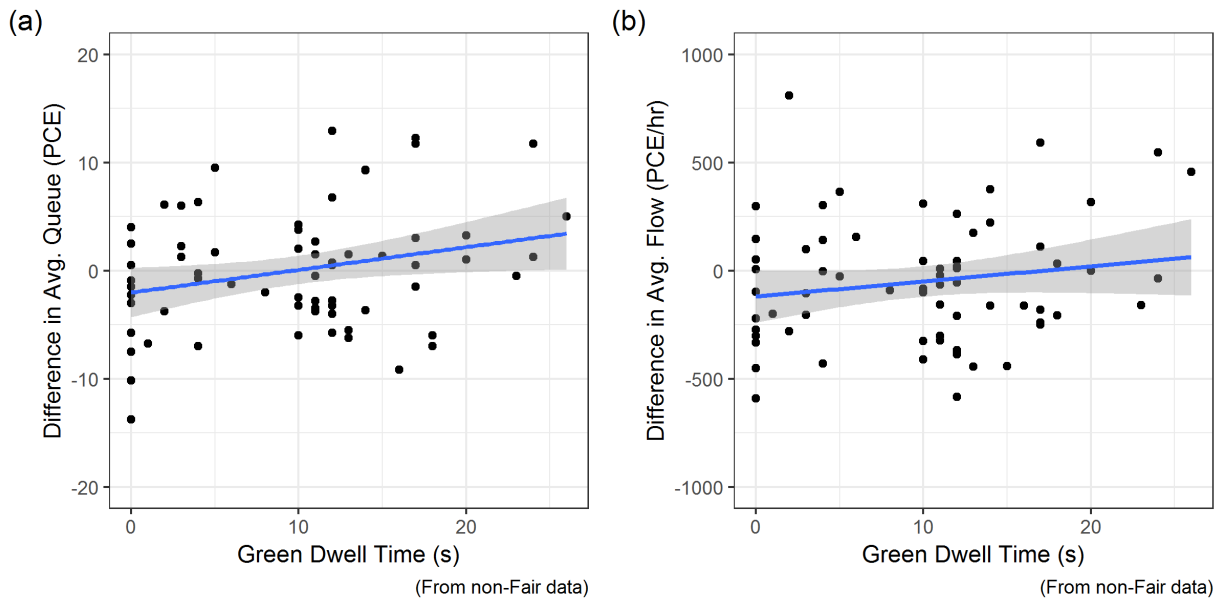 (a)
20
10
0
-10
-20
Difference in Avg. Queue (PCE)
0
10
20
Green Dwell Time (s)
(From non-Fair data)
(b)
1000
500
0
-500
-1000
Difference in Avg. Flow (PCE/hr)
0
10
20
Green Dwell Time (s)
(From non-Fair data)